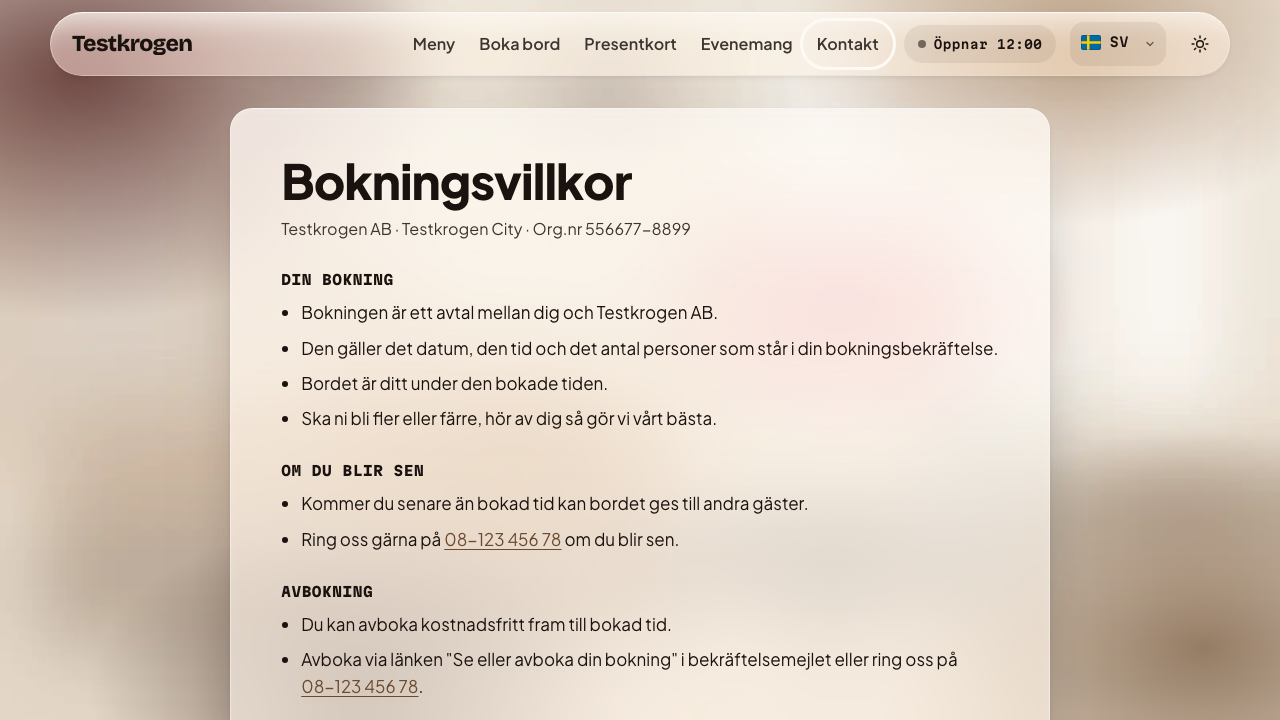 Testkrogen
Meny
Boka bord
Presentkort
Evenemang
Kontakt
Öppnar 12:00
SV
Bokningsvillkor
Testkrogen AB · Testkrogen City · Org.nr 556677–8899
DIN BOKNING
• Bokningen är ett avtal mellan dig och Testkrogen AB.
• Den gäller det datum, den tid och det antal personer som står i din bokningsbekräftelse.
• Bordet är ditt under den bokade tiden.
• Ska ni bli fler eller färre, hör av dig så gör vi vårt bästa.
OM DU BLIR SEN
• Kommer du senare än bokad tid kan bordet ges till andra gäster.
• Ring oss gärna på 08–123 456 78 om du blir sen.
AVBOKNING
• Du kan avboka kostnadsfritt fram till bokad tid.
• Avboka via länken "Se eller avboka din bokning" i bekräftelsemejlet eller ring oss på
08–123 456 78.